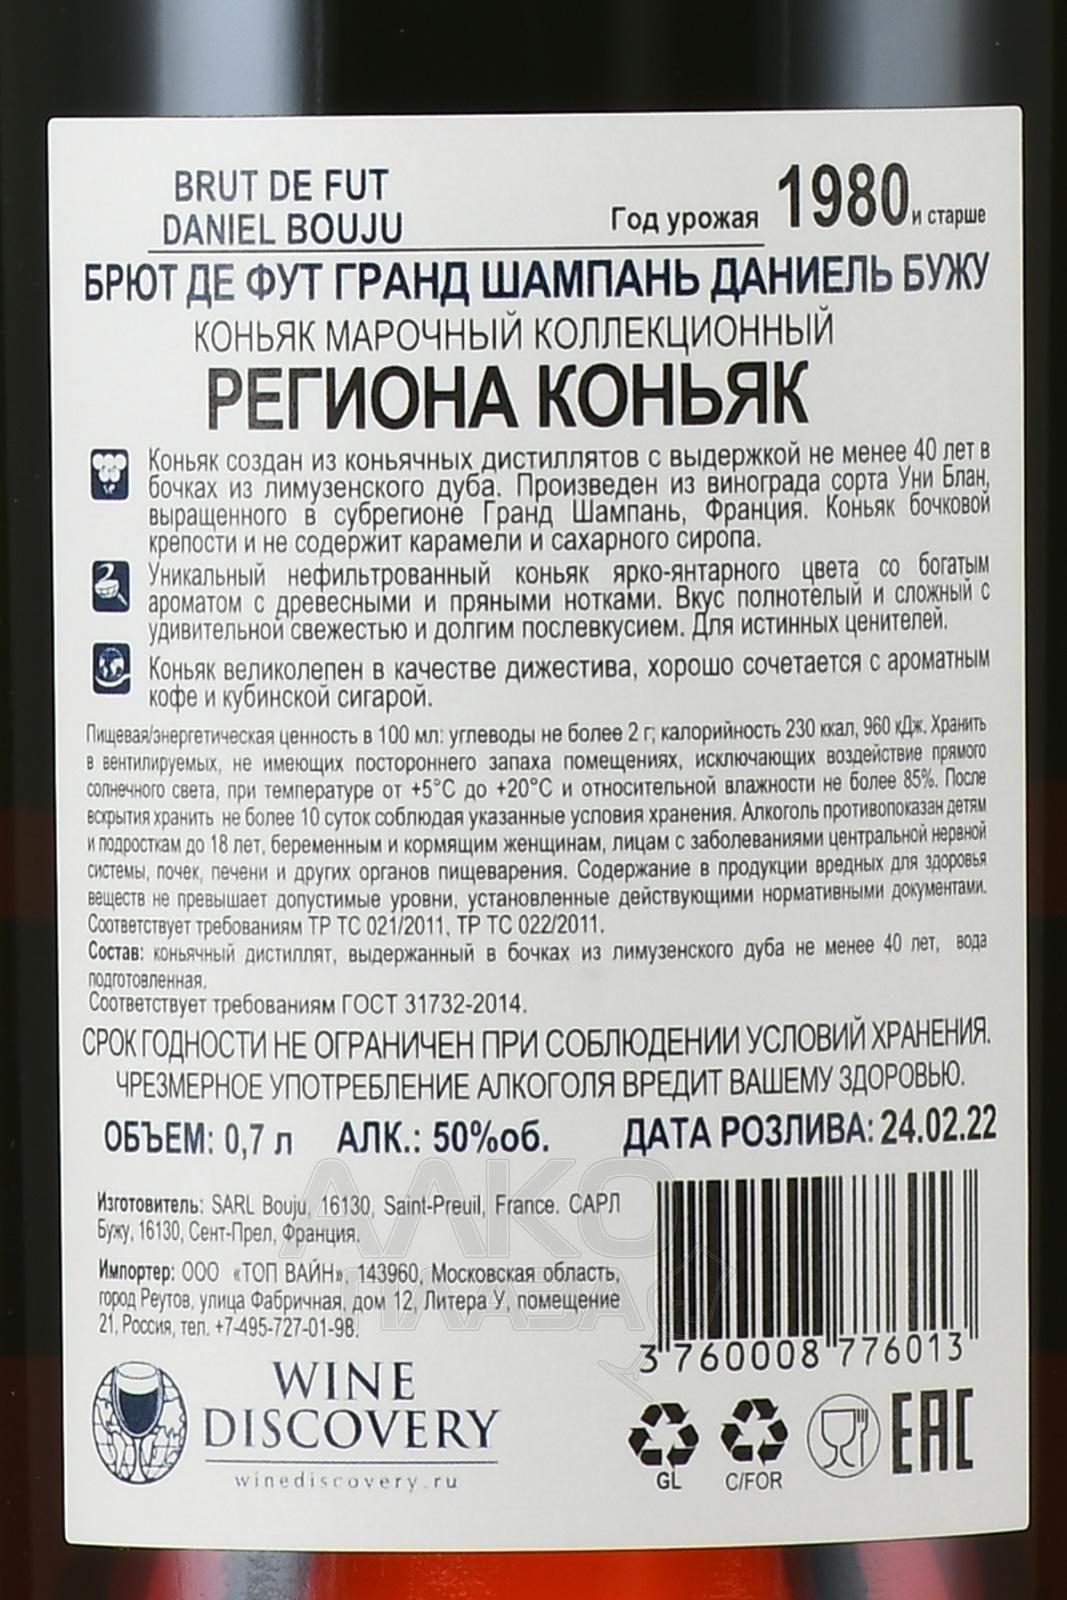 BRUT DE FUT
DANIEL BOUJU
Год урожая 1980 и старше
БРЮТ ДЕ ФУТ ГРАНД ШАМПАНЬ ДАНИЕЛЬ БУЖУ
КОНЬЯК МАРОЧНЫЙ КОЛЛЕКЦИОННЫЙ
РЕГИОНА КОНЬЯК
Коньяк создан из коньячных дистиллятов с выдержкой не менее 40 лет в
бочках из лимузенского дуба. Произведен из винограда сорта Уни Блан,
выращенного в субрегионе Гранд Шампань, Франция. Коньяк бочковой
крепости и не содержит карамели и сахарного сиропа.
Уникальный нефильтрованный коньяк ярко-янтарного цвета со богатым
ароматом с древесными и пряными нотками. Вкус полнотелый и сложный с
удивительной свежестью и долгим послевкусием. Для истинных ценителей.
Коньяк великолепен в качестве дижестива, хорошо сочетается с ароматным
кофе и кубинской сигарой.
Пищевая/энергетическая ценность в 100 мл: углеводы не более 2 г; калорийность 230 ккал, 960 кДж. Хранить
в вентилируемых, не имеющих постороннего запаха помещениях, исключающих воздействие прямого
солнечного света, при температуре от +5°С до +20°С и относительной влажности не более 85%. После
вскрытия хранить не более 10 суток соблюдая указанные условия хранения. Алкоголь противопоказан детям
и подросткам до 18 лет, беременным и кормящим женщинам, лицам с заболеваниями центральной нервной
системы, почек, печени и других органов пищеварения. Содержание в продукции вредных для здоровья
веществ не превышает допустимые уровни, установленные действующими нормативными документами.
Соответствует требованиям ТР ТС 021/2011, ТР ТС 022/2011.
Состав: коньячный дистиллят, выдержанный в бочках из лимузенского дуба не менее 40 лет, вода
подготовленная.
Соответствует требованиям ГОСТ 31732-2014.
СРОК ГОДНОСТИ НЕ ОГРАНИЧЕН ПРИ СОБЛЮДЕНИИ УСЛОВИЙ ХРАНЕНИЯ.
ЧРЕЗМЕРНОЕ УПОТРЕБЛЕНИЕ АЛКОГОЛЯ ВРЕДИТ ВАШЕМУ ЗДОРОВЬЮ.
ОБЪЕМ: 0,7 л АЛК.: 50%об. ДАТА РОЗЛИВА: 24.02.22
Изготовитель: SARL Bouju, 16130, Saint-Preuil, France. САРЛ
Бужу, 16130, Сент-Прел, Франция.
Импортер: ООО «ТОП ВАЙН», 143960, Московская область,
город Реутов, улица Фабричная, дом 12, Литера У, помещение
21, Россия, тел. +7-495-727-01-98.
АЛКО
ПЛАЗА
3 760008 776013
WINE
DISCOVERY
winediscovery.ru
GL
C/FOR
EAC